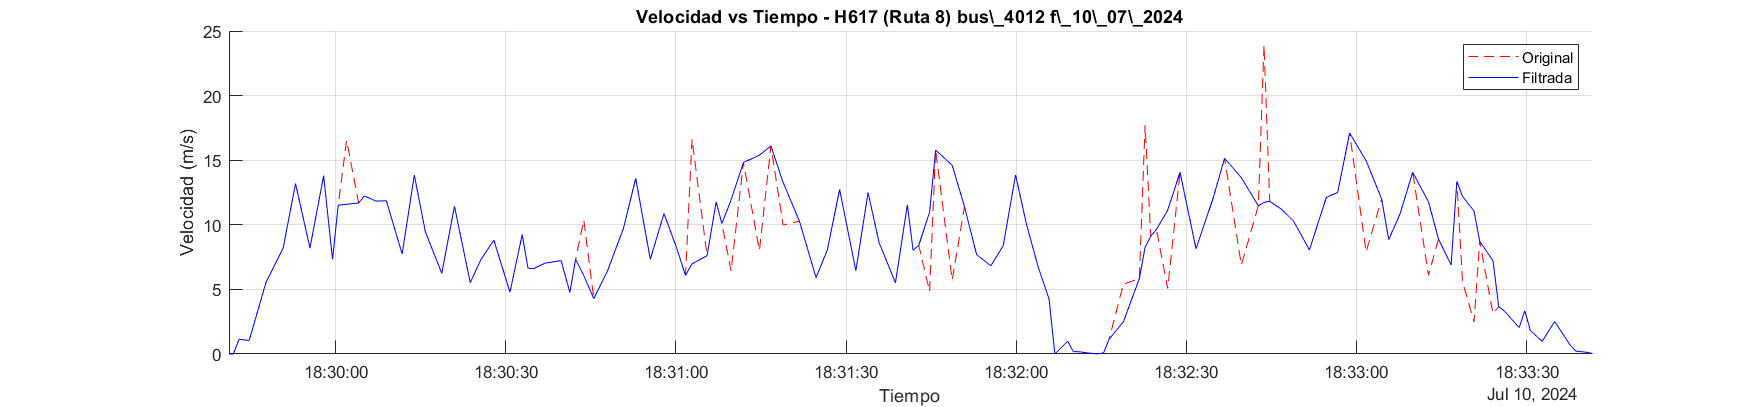 Velocidad vs Tiempo - H617 (Ruta 8) bus\_4012 f\_10\_07\_2024
Original
Filtrada
Velocidad (m/s)
25
20
15
10
5
0
18:30:00 18:30:30 18:31:00 18:31:30 18:32:00 18:32:30 18:33:00 18:33:30
Tiempo
Jul 10, 2024